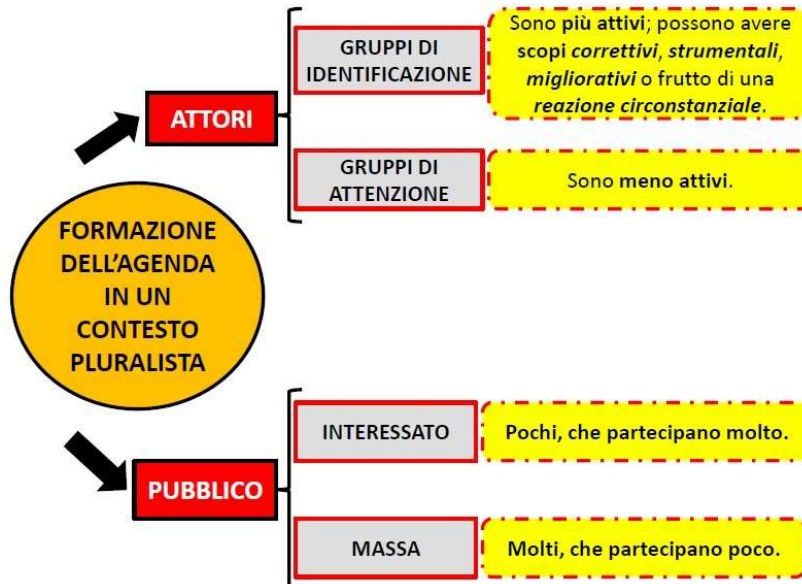 GRUPPI DI
IDENTIFICAZIONE
Sono più attivi; possono avere
scopi correttivi, strumentali,
migliorativi o frutto di una
reazione circonstanziale.
ATTORI
GRUPPI DI
ATTENZIONE
Sono meno attivi.
FORMAZIONE
DELL'AGENDA
IN UN
CONTESTO
PLURALISTA
INTERESSATO
Pochi, che partecipano molto.
PUBBLICO
MASSA
Molti, che partecipano poco.